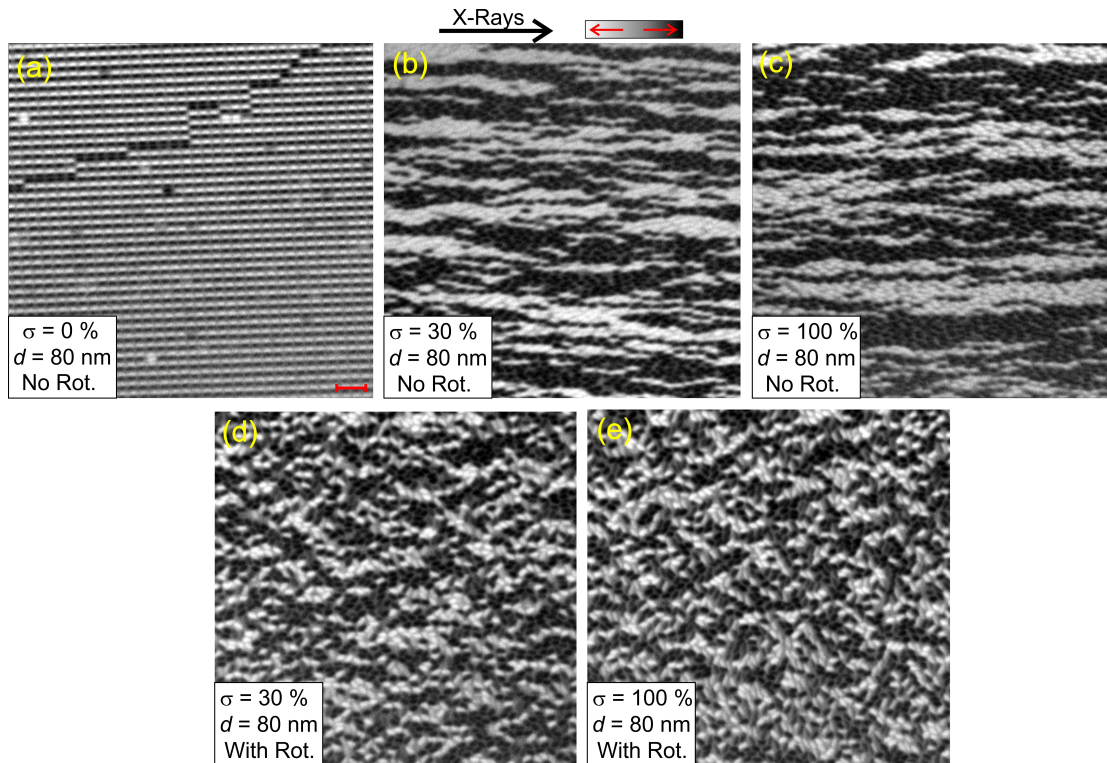 X-Rays
(a)
σ = 0 %
d = 80 nm
No Rot.
(b)
σ = 30 %
d = 80 nm
No Rot.
(c)
σ = 100 %
d = 80 nm
No Rot.
(d)
σ = 30 %
d = 80 nm
With Rot.
(e)
σ = 100 %
d = 80 nm
With Rot.